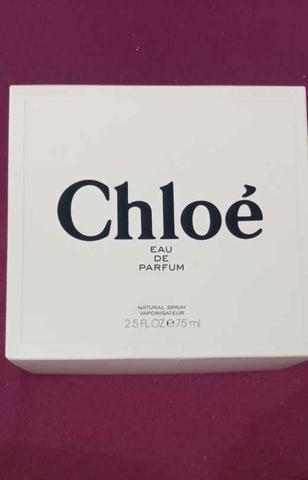 Chloé
EAU
DE
PARFUM
NATURAL SPRAY
VAPORISATEUR
2.5 FL.OZ ℮ 75 ml